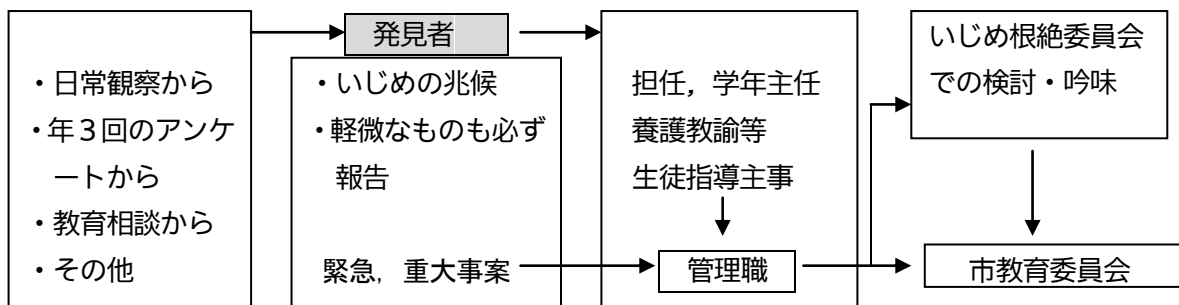 ・日常観察から
・年３回のアンケ
ートから
・教育相談から
・その他
発見者
・いじめの兆候
・軽微なものも必ず
報告
緊急，重大事案
担任，学年主任
養護教諭等
生徒指導主事
管理職
いじめ根絶委員会
での検討・吟味
市教育委員会